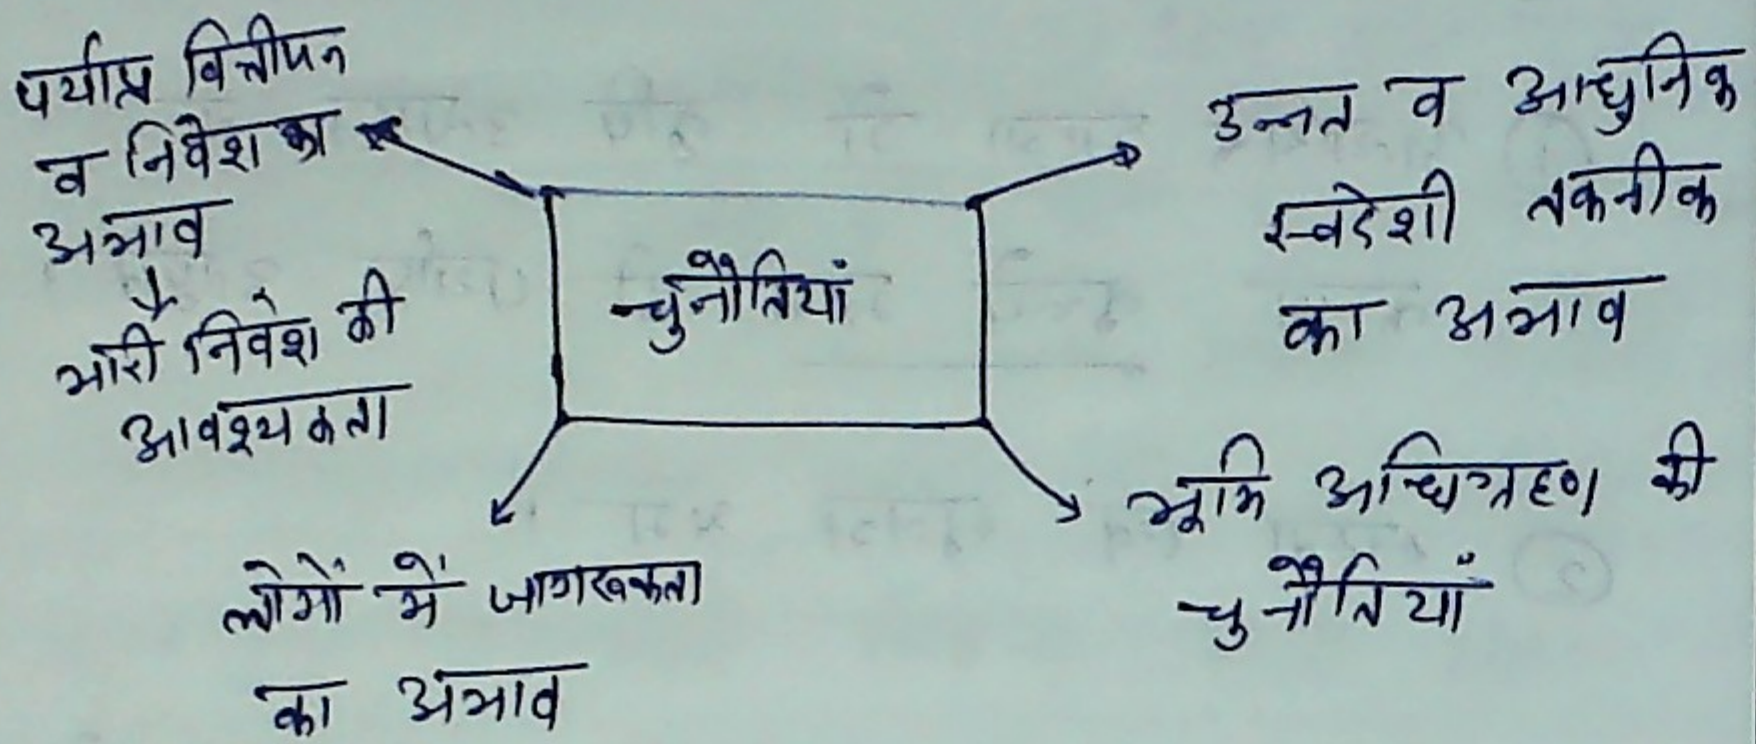 पर्याप्त वित्तीयन
व निवेश का
अभाव
भारी निवेश की
आवश्यकता
चुनौतियां
उन्नत व आधुनिक
स्वदेशी तकनीक
का अभाव
भूमि अधिग्रहण की
चुनौतियां
लोगों में जागरूकता
का अभाव